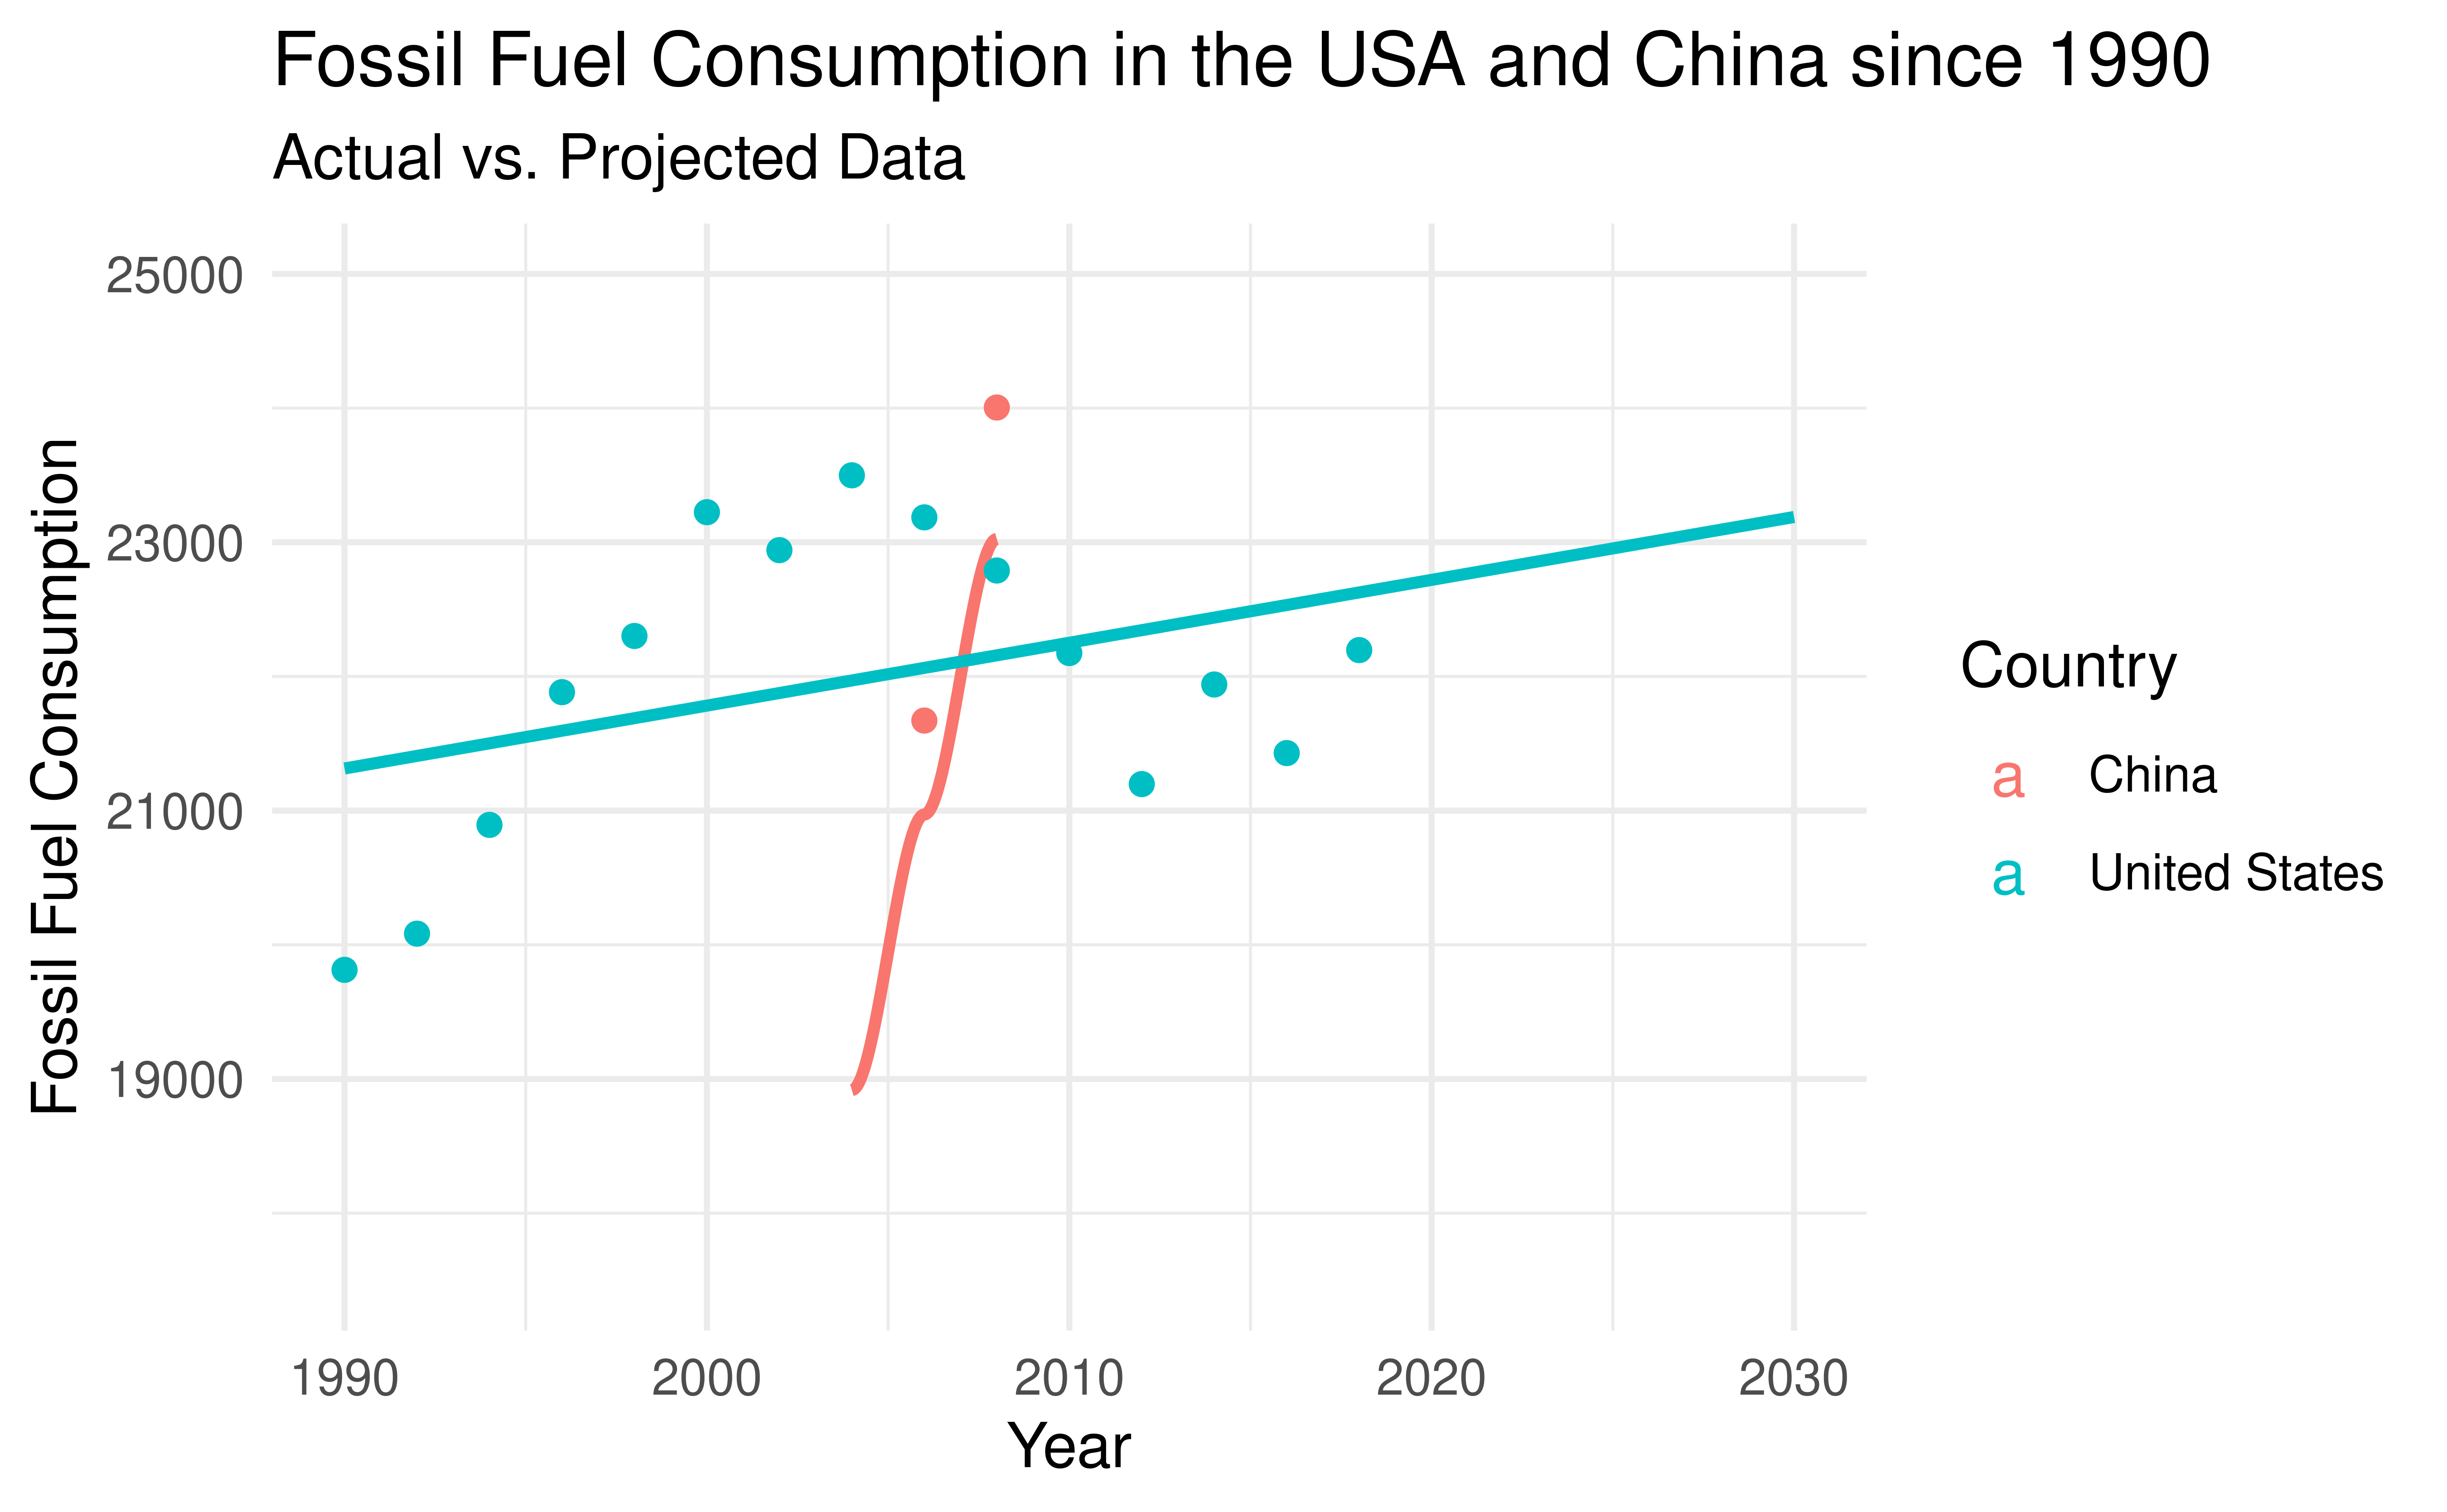 Fossil Fuel Consumption in the USA and China since 1990
Actual vs. Projected Data
25000
23000
21000
19000
Fossil Fuel Consumption
1990
2000
2010
2020
2030
Year
Country
a China
a United States